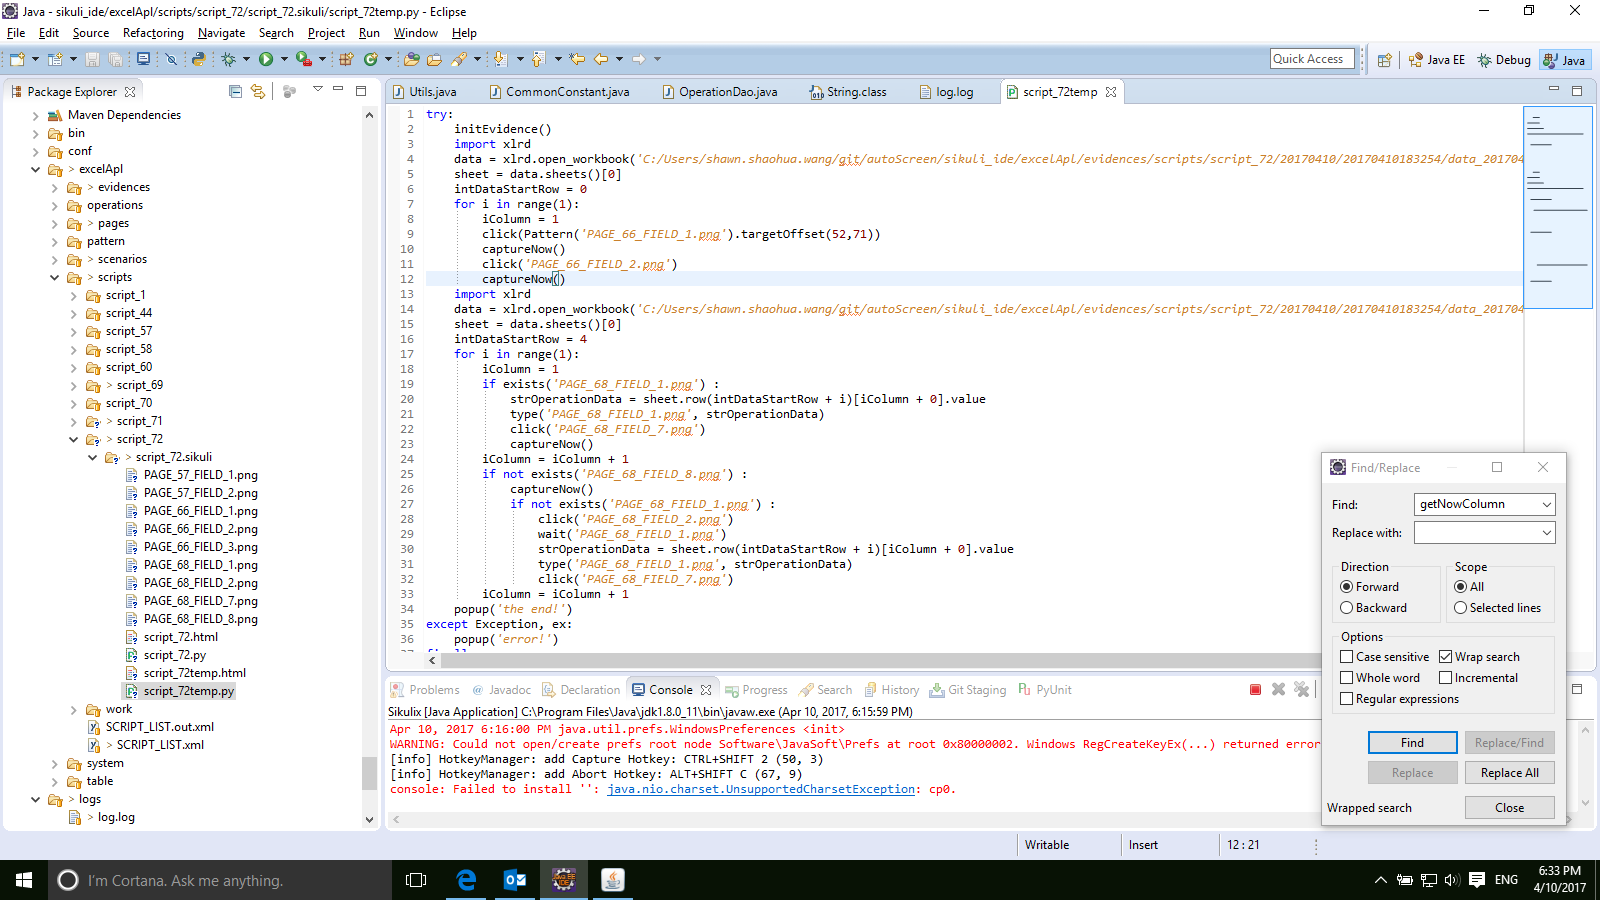 Java - sikuli_ide/excelApl/scripts/script_72/script_72.sikuli/script_72temp.py - Eclipse
File Edit Source Refactoring Navigate Search Project Run Window Help
Quick Access Java EE Debug Java
Package Explorer
Maven Dependencies
bin
conf
> excelApl
> evidences
operations
> pages
pattern
> scenarios
> scripts
script_1
script_44
script_57
script_58
script_60
> script_69
script_70
> script_71
> script_72
> script_72.sikuli
PAGE_57_FIELD_1.png
PAGE_57_FIELD_2.png
PAGE_66_FIELD_1.png
PAGE_66_FIELD_2.png
PAGE_66_FIELD_3.png
PAGE_68_FIELD_1.png
PAGE_68_FIELD_2.png
PAGE_68_FIELD_7.png
PAGE_68_FIELD_8.png
script_72.html
script_72.py
script_72temp.html
script_72temp.py
work
SCRIPT_LIST.out.xml
> SCRIPT_LIST.xml
system
table
> logs
> log.log
Utils.java CommonConstant.java OperationDao.java String.class log.log script_72temp
1 try:
2 initEvidence()
3 import xlrd
4 data = xlrd.open_workbook('C:/Users/shawn.shaohua.wang/git/autoScreen/sikuli_ide/excelApl/evidences/scripts/script_72/20170410/20170410183254/data_201704
5 sheet = data.sheets()[0]
6 intDataStartRow = 0
7 for i in range(1):
8 iColumn = 1
9 click(Pattern('PAGE_66_FIELD_1.png').targetOffset(52,71))
10 captureNow()
11 click('PAGE_66_FIELD_2.png')
12 captureNow()
13 import xlrd
14 data = xlrd.open_workbook('C:/Users/shawn.shaohua.wang/git/autoScreen/sikuli_ide/excelApl/evidences/scripts/script_72/20170410/20170410183254/data_201704
15 sheet = data.sheets()[0]
16 intDataStartRow = 4
17 for i in range(1):
18 iColumn = 1
19 if exists('PAGE_68_FIELD_1.png') :
20 strOperationData = sheet.row(intDataStartRow + i)[iColumn + 0].value
21 type('PAGE_68_FIELD_1.png', strOperationData)
22 click('PAGE_68_FIELD_7.png')
23 captureNow()
24 iColumn = iColumn + 1
25 if not exists('PAGE_68_FIELD_8.png') :
26 captureNow()
27 if not exists('PAGE_68_FIELD_1.png') :
28 click('PAGE_68_FIELD_2.png')
29 wait('PAGE_68_FIELD_1.png')
30 strOperationData = sheet.row(intDataStartRow + i)[iColumn + 0].value
31 type('PAGE_68_FIELD_1.png', strOperationData)
32 click('PAGE_68_FIELD_7.png')
33 iColumn = iColumn + 1
34 popup('the end!')
35 except Exception, ex:
36 popup('error!')
Problems Javadoc Declaration Console Progress Search History Git Staging PyUnit
Sikulix [Java Application] C:\Program Files\Java\jdk1.8.0_11\bin\javaw.exe (Apr 10, 2017, 6:15:59 PM)
Apr 10, 2017 6:16:00 PM java.util.prefs.WindowsPreferences <init>
WARNING: Could not open/create prefs root node Software\JavaSoft\Prefs at root 0x80000002. Windows RegCreateKeyEx(...) returned error
[info] HotkeyManager: add Capture Hotkey: CTRL+SHIFT 2 (50, 3)
[info] HotkeyManager: add Abort Hotkey: ALT+SHIFT C (67, 9)
console: Failed to install '': java.nio.charset.UnsupportedCharsetException: cp0.
Find/Replace
Find: getNowColumn
Replace with:
Direction Scope
Forward All
Backward Selected lines
Options
Case sensitive Wrap search
Whole word Incremental
Regular expressions
Find Replace/Find
Replace Replace All
Wrapped search Close
Writable Insert 12 : 21
I'm Cortana. Ask me anything.
ENG
6:33 PM
4/10/2017